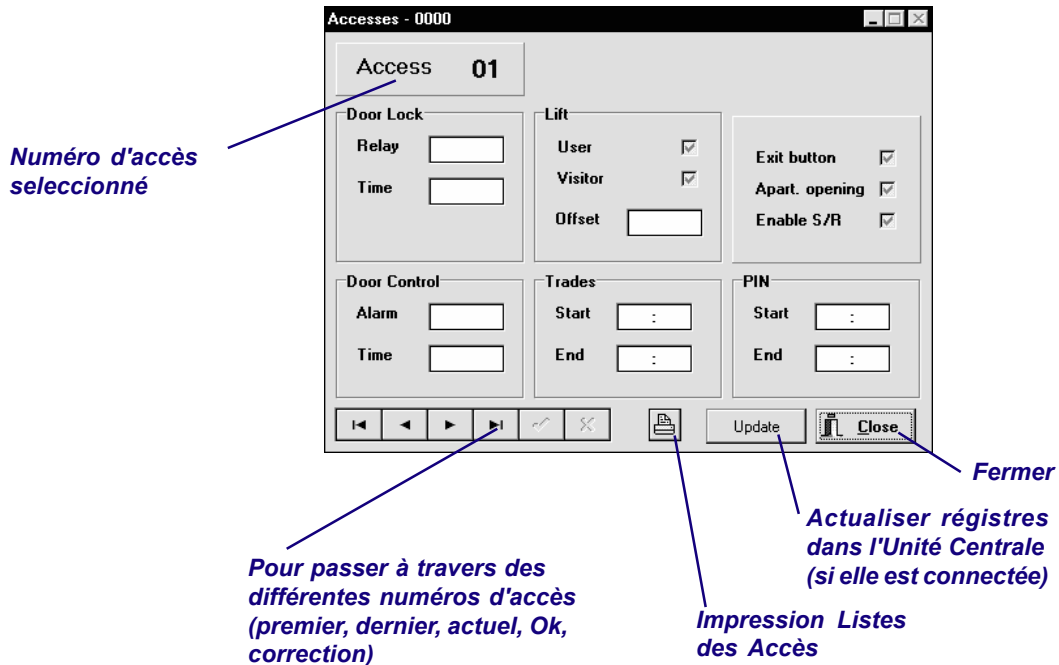 Accesses - 0000
Access 01
Door Lock
Relay
Time
Lift
User
Visitor
Offset
Exit button
Apart. opening
Enable S/R
Door Control
Alarm
Time
Trades
Start :
End :
PIN
Start :
End :
Update
Close
Numéro d'accès
seleccionné
Fermer
Actualiser régistres
dans l'Unité Centrale
(si elle est connectée)
Pour passer à travers des
différentes numéros d'accès
(premier, dernier, actuel, Ok,
correction)
Impression Listes
des Accès